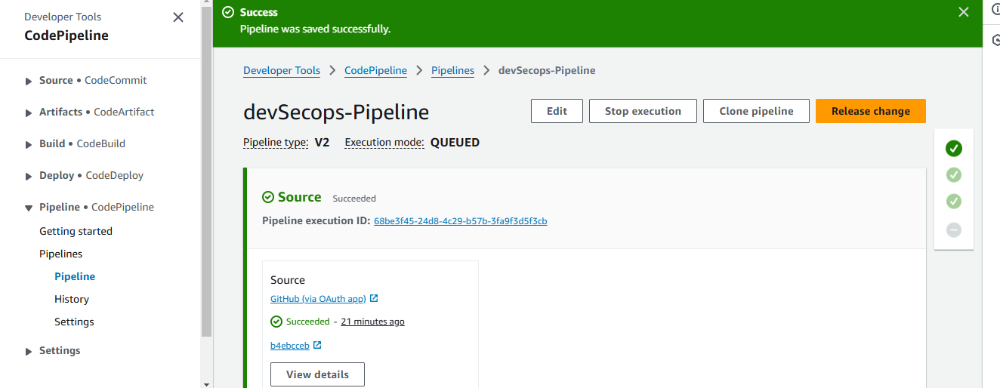 Developer Tools
CodePipeline
Source • CodeCommit
Artifacts • CodeArtifact
Build • CodeBuild
Deploy • CodeDeploy
Pipeline • CodePipeline
Getting started
Pipelines
Pipeline
History
Settings
Settings
Success
Pipeline was saved successfully.
Developer Tools > CodePipeline > Pipelines > devSecops-Pipeline
devSecops-Pipeline
Edit
Stop execution
Clone pipeline
Release change
Pipeline type: V2 Execution mode: QUEUED
Source Succeeded
Pipeline execution ID: 68be3f45-24d8-4c29-b57b-3fa9f3d5f3cb
Source
GitHub (via OAuth app)
Succeeded - 21 minutes ago
b4ebcceb
View details